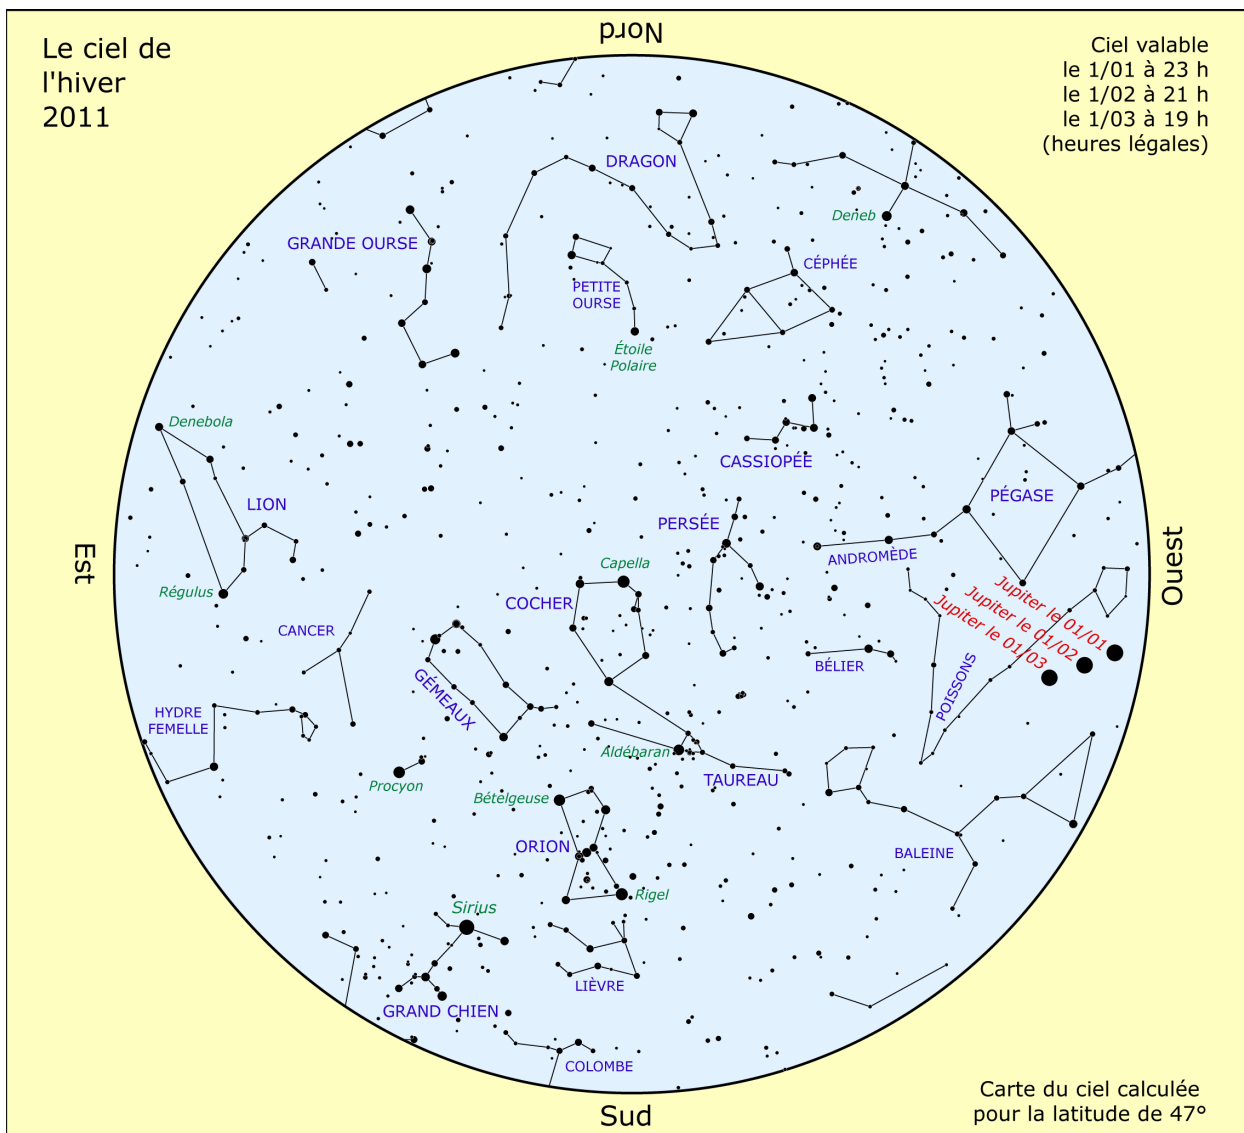 Nord
Le ciel de
l'hiver
2011
Ciel valable
le 1/01 à 23 h
le 1/02 à 21 h
le 1/03 à 19 h
(heures légales)
DRAGON
Deneb
GRANDE OURSE
CÉPHÉE
PETITE
OURSE
Étoile
Polaire
Denebola
CASSIOPÉE
LION
PÉGASE
PERSÉE
ANDROMÈDE
Est
Ouest
Capella
Régulus
COCHER
Jupiter le 01/01
Jupiter le 01/02
Jupiter le 01/03
CANCER
BÉLIER
POISSONS
GÉMEAUX
HYDRE
FEMELLE
Aldébaran
TAUREAU
Procyon
Bételgeuse
ORION
BALEINE
Rigel
Sirius
LIÈVRE
GRAND CHIEN
COLOMBE
Sud
Carte du ciel calculée
pour la latitude de 47°